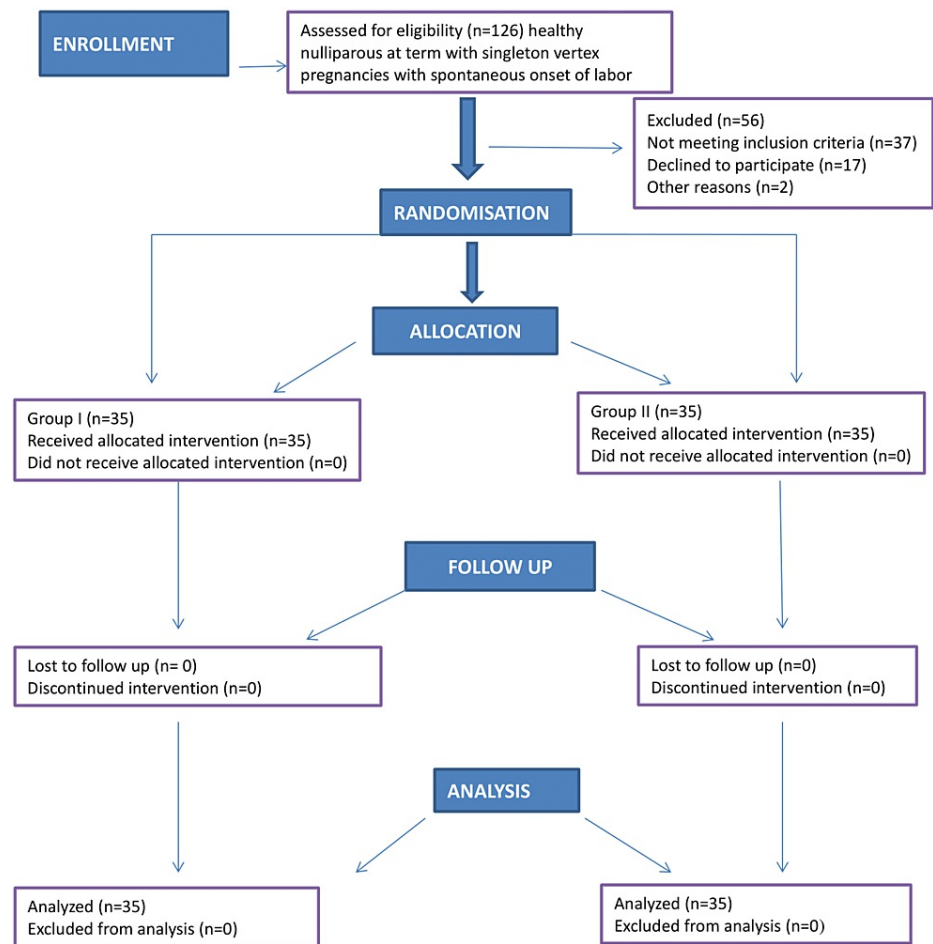 ENROLLMENT
Assessed for eligibility (n=126) healthy
nulliparous at term with singleton vertex
pregnancies with spontaneous onset of labor
Excluded (n=56)
Not meeting inclusion criteria (n=37)
Declined to participate (n=17)
Other reasons (n=2)
RANDOMISATION
ALLOCATION
Group I (n=35)
Received allocated intervention (n=35)
Did not receive allocated intervention (n=0)
Group II (n=35)
Received allocated intervention (n=35)
Did not receive allocated intervention (n=0)
FOLLOW UP
Lost to follow up (n= 0)
Discontinued intervention (n=0)
Lost to follow up (n=0)
Discontinued intervention (n=0)
ANALYSIS
Analyzed (n=35)
Excluded from analysis (n=0)
Analyzed (n=35)
Excluded from analysis (n=0)